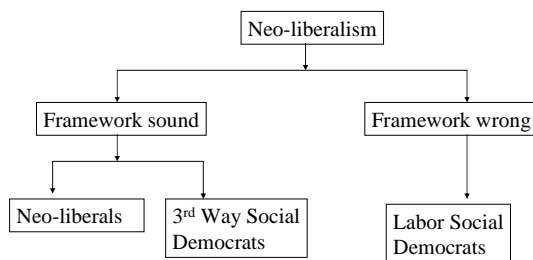 Neo-liberalism
Framework sound
Framework wrong
Neo-liberals
3rd Way Social
Democrats
Labor Social
Democrats